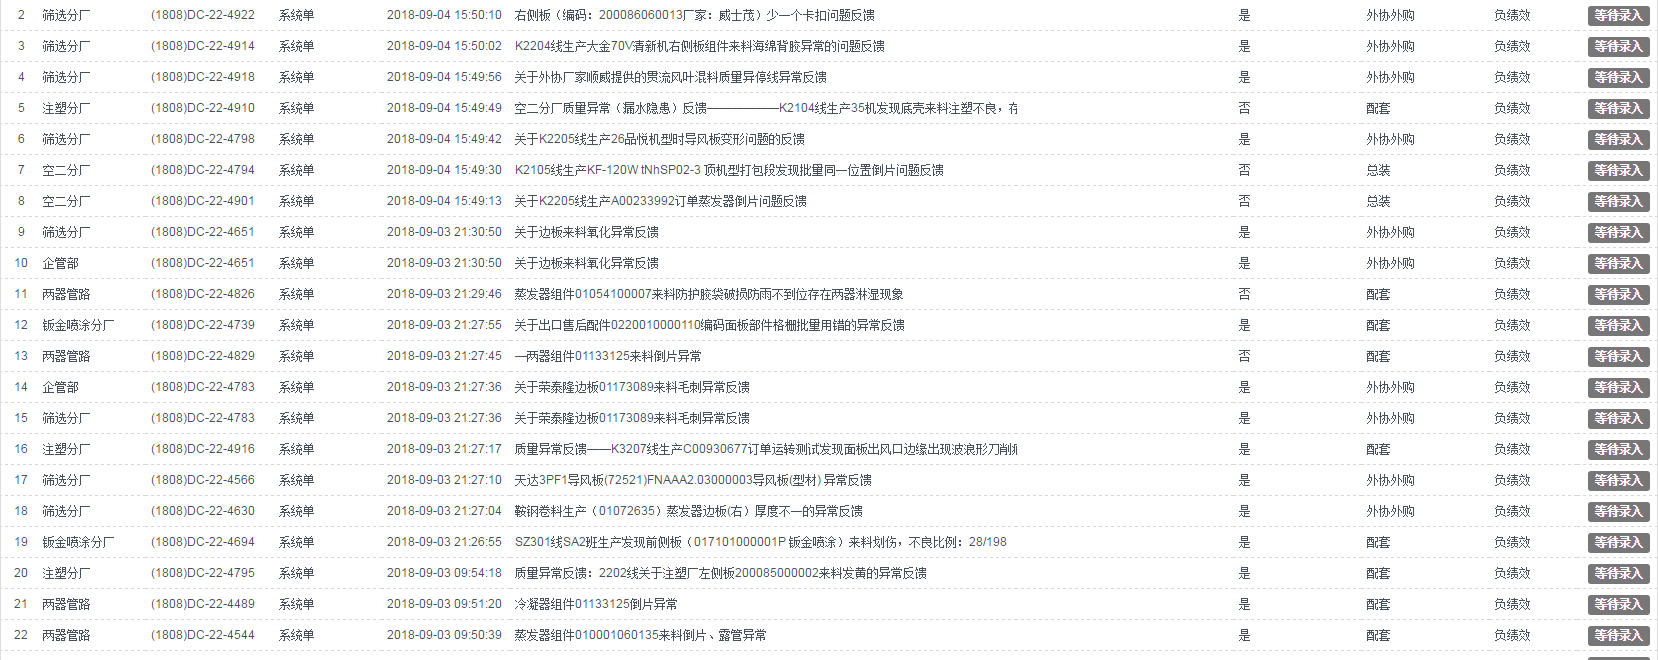 2 筛选分厂 (1808)DC-22-4922 系统单 2018-09-04 15:50:10 右侧板（编码：200086060013厂家：威士茂）少一个卡扣问题反馈 是 外协外购 负绩效 等待录入
3 筛选分厂 (1808)DC-22-4914 系统单 2018-09-04 15:50:02 K2204线生产大金70V清新机右侧板组件来料海绵背胶异常的问题反馈 是 外协外购 负绩效 等待录入
4 筛选分厂 (1808)DC-22-4918 系统单 2018-09-04 15:49:56 关于外协厂家顺威提供的贯流风叶混料质量异停线异常反馈 是 外协外购 负绩效 等待录入
5 注塑分厂 (1808)DC-22-4910 系统单 2018-09-04 15:49:49 空二分厂质量异常（漏水隐患）反馈——————K2104线生产35机发现底壳来料注塑不良，存 否 配套 负绩效 等待录入
6 筛选分厂 (1808)DC-22-4798 系统单 2018-09-04 15:49:42 关于K2205线生产26品悦机型时导风板变形问题的反馈 是 外协外购 负绩效 等待录入
7 空二分厂 (1808)DC-22-4794 系统单 2018-09-04 15:49:30 K2105线生产KF-120W tNhSP02-3 顶机型打包段发现批量同一位置倒片问题反馈 否 总装 负绩效 等待录入
8 空二分厂 (1808)DC-22-4901 系统单 2018-09-04 15:49:13 关于K2205线生产A00233992订单蒸发器倒片问题反馈 否 总装 负绩效 等待录入
9 筛选分厂 (1808)DC-22-4651 系统单 2018-09-03 21:30:50 关于边板来料氧化异常反馈 是 外协外购 负绩效 等待录入
10 企管部 (1808)DC-22-4651 系统单 2018-09-03 21:30:50 关于边板来料氧化异常反馈 是 外协外购 负绩效 等待录入
11 两器管路 (1808)DC-22-4826 系统单 2018-09-03 21:29:46 蒸发器组件01054100007来料防护胶袋破损防雨不到位存在两器淋湿现象 否 配套 负绩效 等待录入
12 钣金喷涂分厂 (1808)DC-22-4739 系统单 2018-09-03 21:27:55 关于出口售后配件0220010000110编码面板部件格栅批量用错的异常反馈 是 配套 负绩效 等待录入
13 两器管路 (1808)DC-22-4829 系统单 2018-09-03 21:27:45 —两器组件01133125来料倒片异常 否 配套 负绩效 等待录入
14 企管部 (1808)DC-22-4783 系统单 2018-09-03 21:27:36 关于荣泰隆边板01173089来料毛刺异常反馈 是 外协外购 负绩效 等待录入
15 筛选分厂 (1808)DC-22-4783 系统单 2018-09-03 21:27:36 关于荣泰隆边板01173089来料毛刺异常反馈 是 外协外购 负绩效 等待录入
16 注塑分厂 (1808)DC-22-4916 系统单 2018-09-03 21:27:17 质量异常反馈——K3207线生产C00930677订单运转测试发现面板出风口边缘出现波浪形刀削 是 配套 负绩效 等待录入
17 筛选分厂 (1808)DC-22-4566 系统单 2018-09-03 21:27:10 天达3PF1导风板(72521)FNAAA2.03000003导风板(型材) 异常反馈 是 外协外购 负绩效 等待录入
18 筛选分厂 (1808)DC-22-4630 系统单 2018-09-03 21:27:04 鞍钢卷料生产（01072635）蒸发器边板(右）厚度不一的异常反馈 是 外协外购 负绩效 等待录入
19 钣金喷涂分厂 (1808)DC-22-4694 系统单 2018-09-03 21:26:55 SZ301线SA2班生产发现前侧板（017101000001P 钣金喷涂）来料划伤，不良比例：28/198 是 配套 负绩效 等待录入
20 注塑分厂 (1808)DC-22-4795 系统单 2018-09-03 09:54:18 质量异常反馈：2202线关于注塑厂左侧板200085000002来料发黄的异常反馈 是 配套 负绩效 等待录入
21 两器管路 (1808)DC-22-4489 系统单 2018-09-03 09:51:20 冷凝器组件01133125倒片异常 是 配套 负绩效 等待录入
22 两器管路 (1808)DC-22-4544 系统单 2018-09-03 09:50:39 蒸发器组件010001060135来料倒片、露管异常 是 配套 负绩效 等待录入